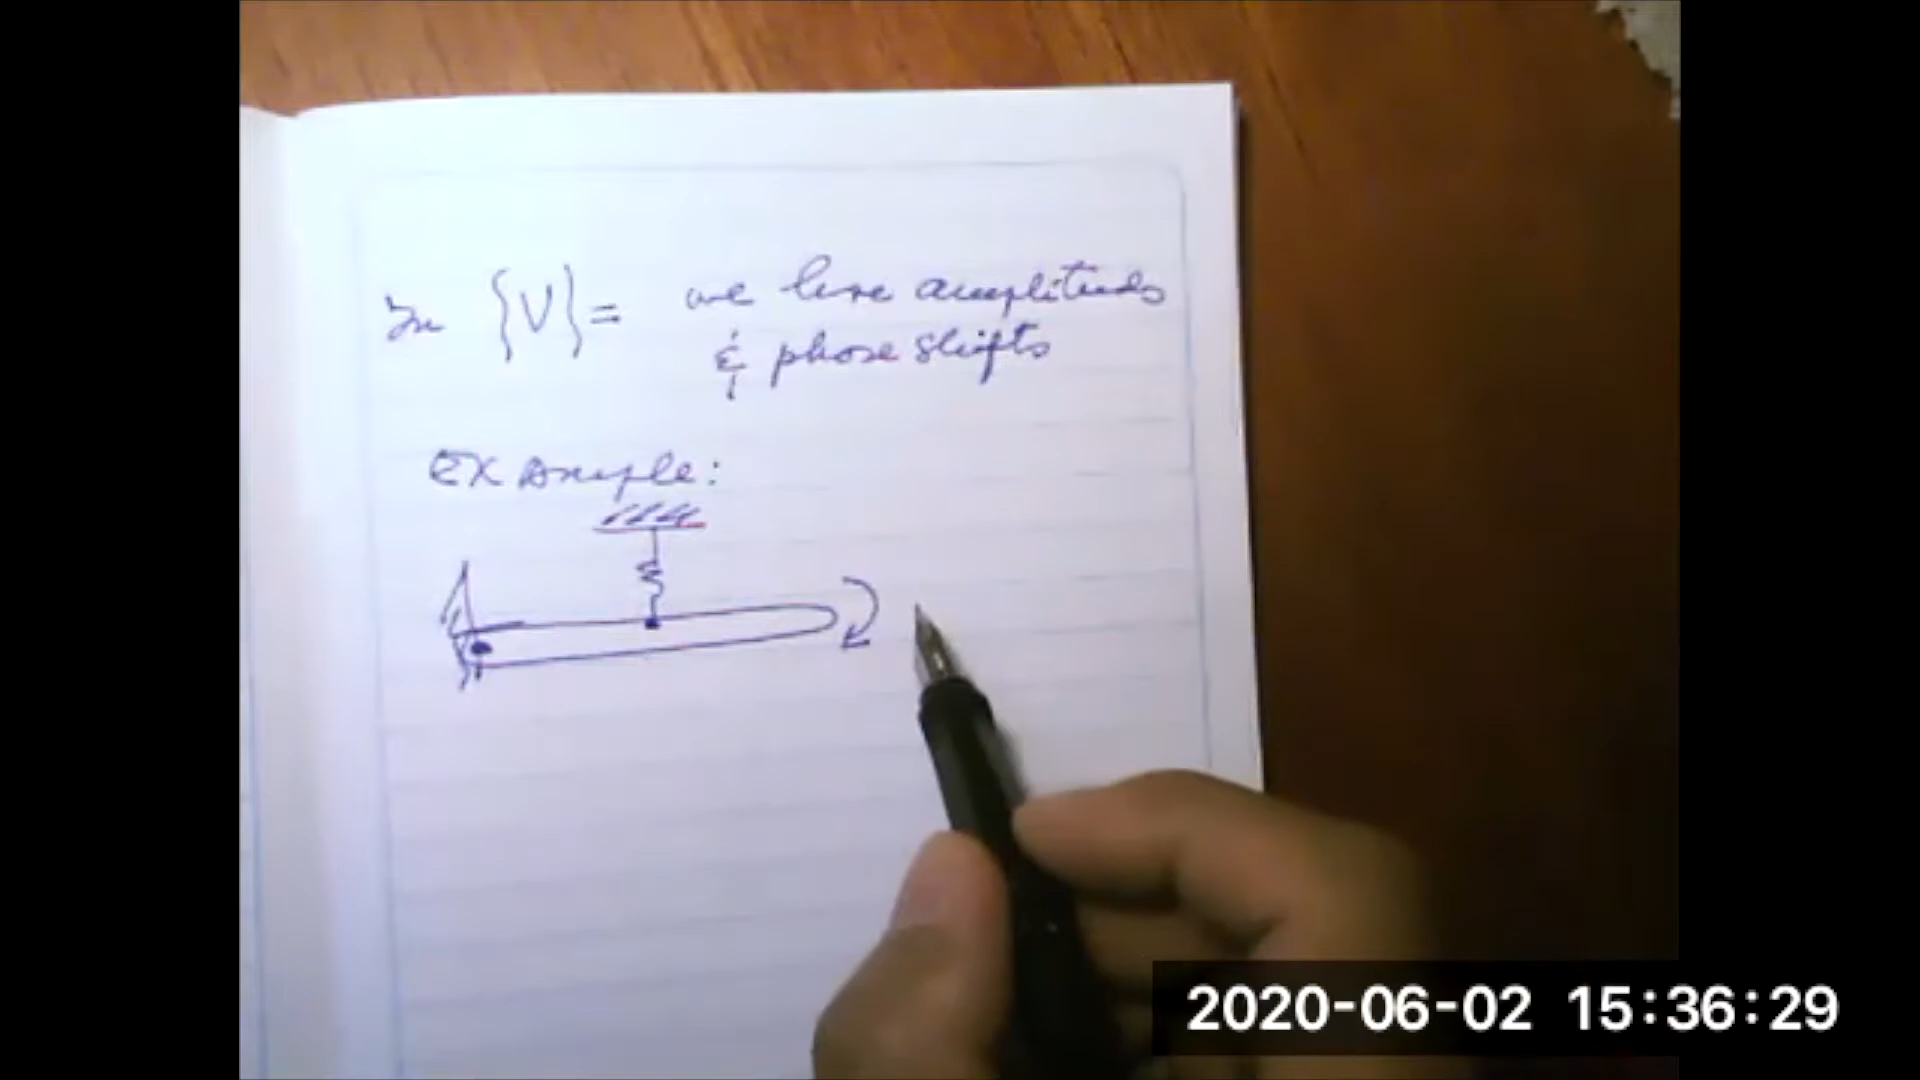 In {V} = we have amplitudes
& phase shifts
Example:
2020-06-02 15:36:29